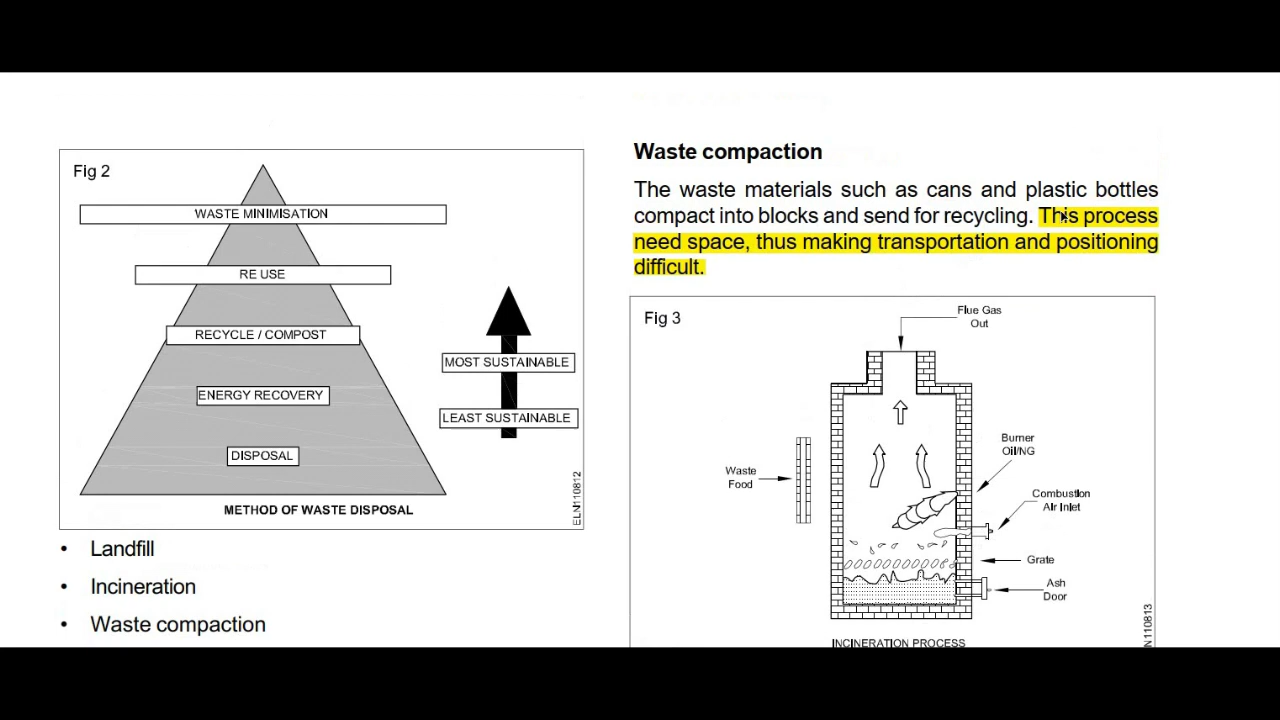 Fig 2
WASTE MINIMISATION
RE USE
RECYCLE / COMPOST
ENERGY RECOVERY
DISPOSAL
MOST SUSTAINABLE
LEAST SUSTAINABLE
METHOD OF WASTE DISPOSAL
ELN110812
• Landfill
• Incineration
• Waste compaction
Waste compaction
The waste materials such as cans and plastic bottles
compact into blocks and send for recycling. This process
need space, thus making transportation and positioning
difficult.
Fig 3
Flue Gas
Out
Waste
Food
Burner
Oil/NG
Combustion
Air Inlet
Grate
Ash
Door
N110813
INCINERATION PROCESS